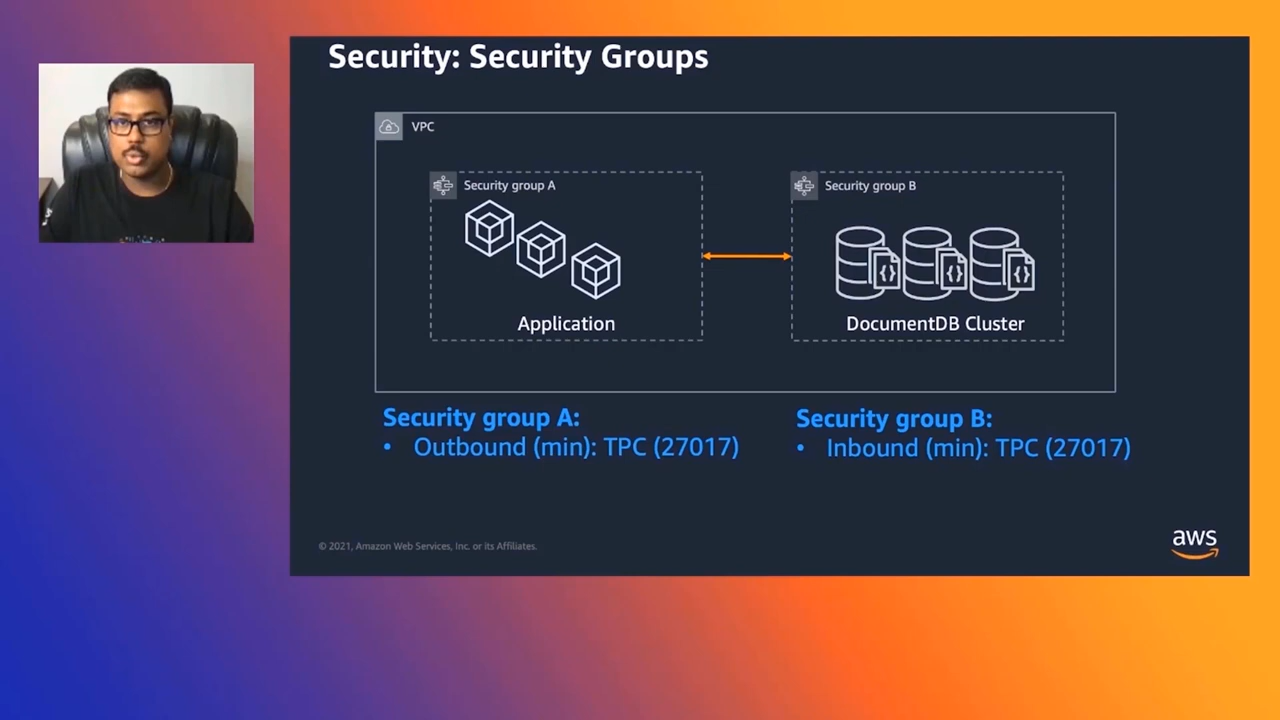 Security: Security Groups
VPC
Security group A
Security group B
Application
DocumentDB Cluster
Security group A:
• Outbound (min): TPC (27017)
Security group B:
• Inbound (min): TPC (27017)
© 2021, Amazon Web Services, Inc. or its Affiliates.
aws